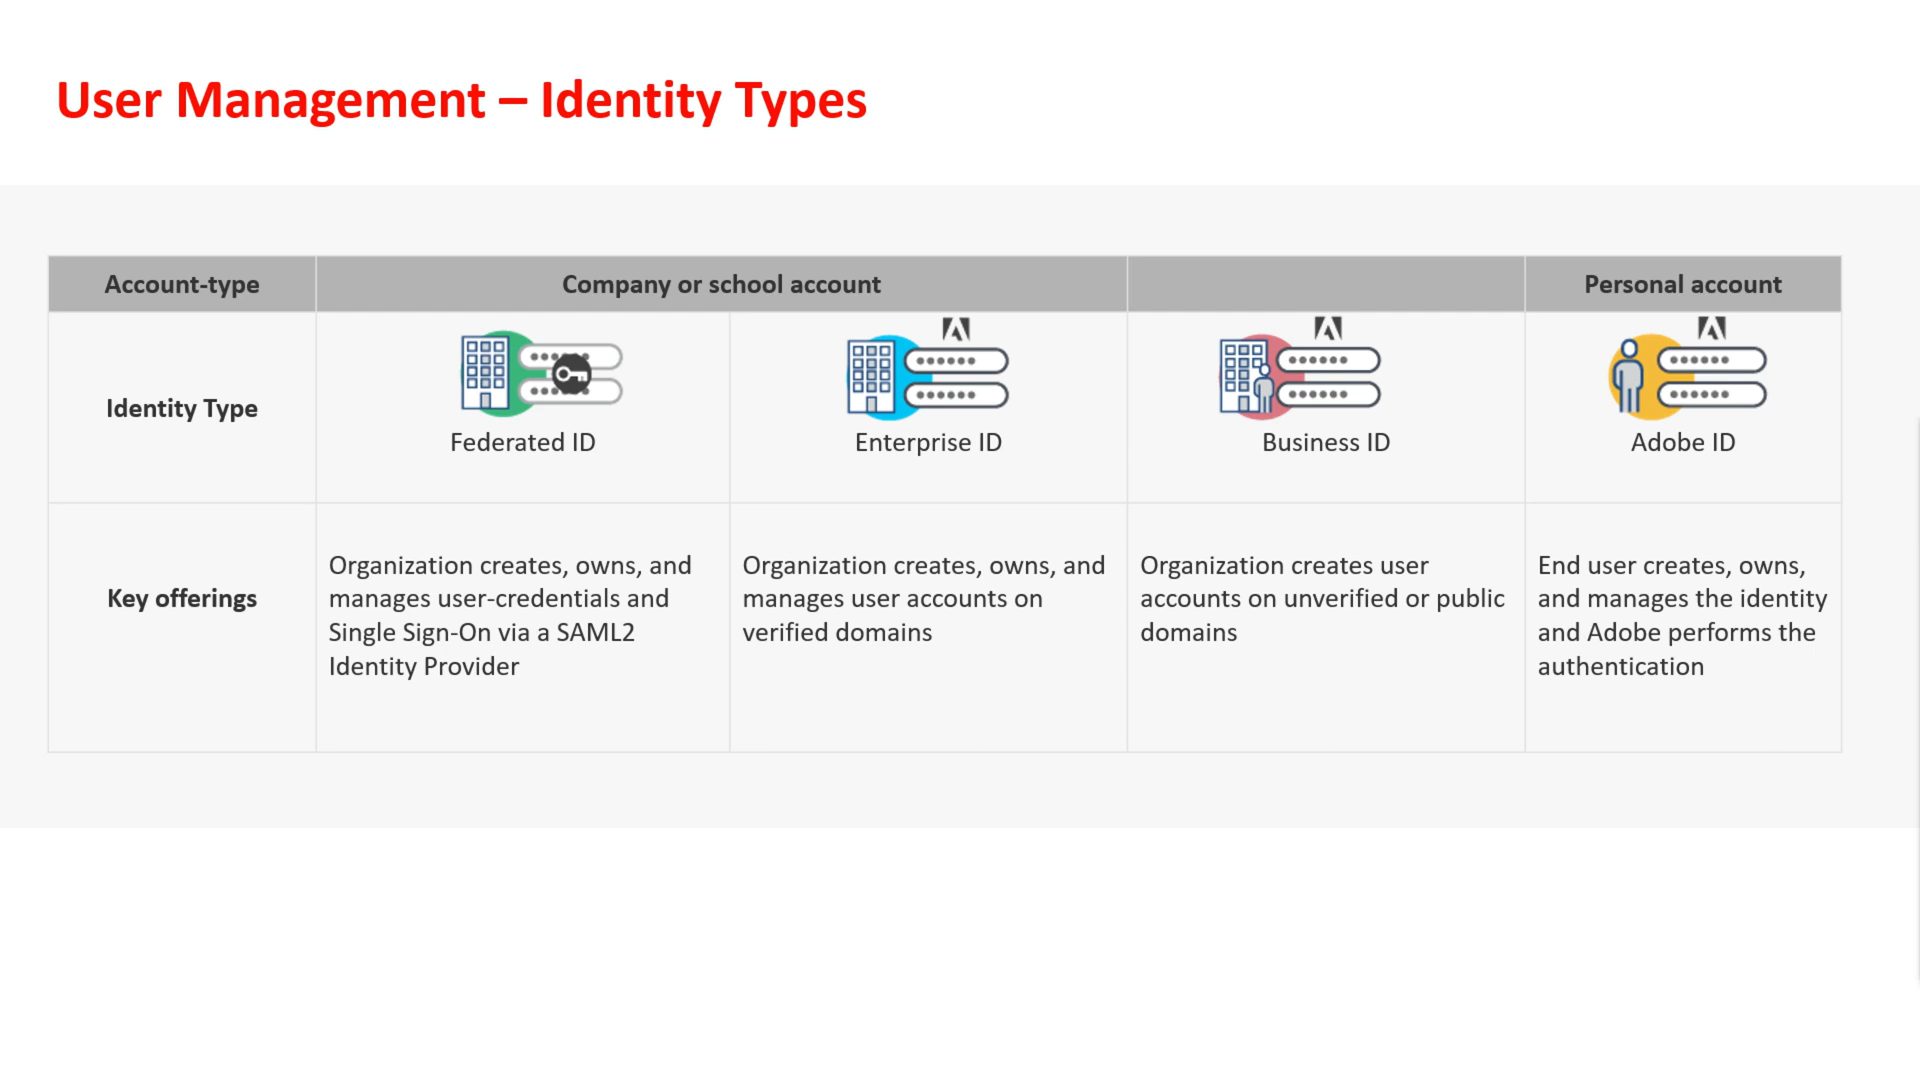 User Management – Identity Types
Account-type
Company or school account
Personal account
Identity Type
Federated ID
Enterprise ID
Business ID
Adobe ID
Key offerings
Organization creates, owns, and
manages user-credentials and
Single Sign-On via a SAML2
Identity Provider
Organization creates, owns, and
manages user accounts on
verified domains
Organization creates user
accounts on unverified or public
domains
End user creates, owns,
and manages the identity
and Adobe performs the
authentication